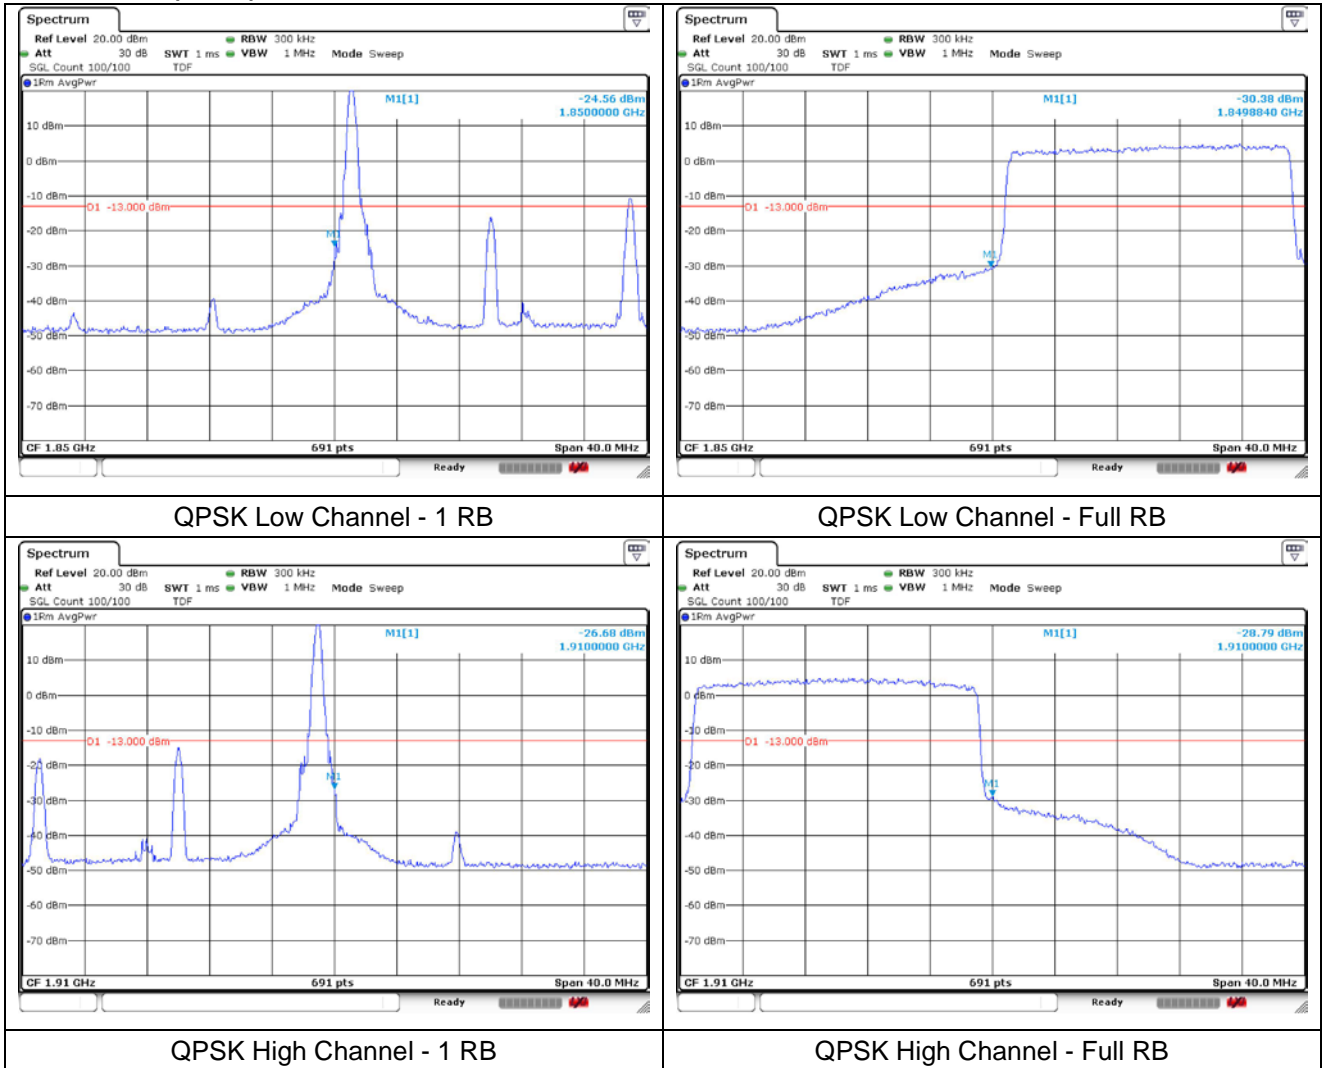 Spectrum
Ref Level 20.00 dBm RBW 300 kHz
Att 30 dB SWT 1 ms VBW 1 MHz Mode Sweep
SGL Count 100/100 TDF
1Rm AvgPwr
M1[1] -24.56 dBm
1.8500000 GHz
10 dBm
0 dBm
-10 dBm
D1 -13.000 dBm
-20 dBm
M1
-30 dBm
-40 dBm
-50 dBm
-60 dBm
-70 dBm
CF 1.85 GHz 691 pts Span 40.0 MHz
Ready
QPSK Low Channel - 1 RB
Spectrum
Ref Level 20.00 dBm RBW 300 kHz
Att 30 dB SWT 1 ms VBW 1 MHz Mode Sweep
SGL Count 100/100 TDF
1Rm AvgPwr
M1[1] -30.38 dBm
1.8498840 GHz
10 dBm
0 dBm
-10 dBm
D1 -13.000 dBm
-20 dBm
M1
-30 dBm
-40 dBm
-50 dBm
-60 dBm
-70 dBm
CF 1.85 GHz 691 pts Span 40.0 MHz
Ready
QPSK Low Channel - Full RB
Spectrum
Ref Level 20.00 dBm RBW 300 kHz
Att 30 dB SWT 1 ms VBW 1 MHz Mode Sweep
SGL Count 100/100 TDF
1Rm AvgPwr
M1[1] -26.68 dBm
1.9100000 GHz
10 dBm
0 dBm
-10 dBm
D1 -13.000 dBm
-20 dBm
M1
-30 dBm
-40 dBm
-50 dBm
-60 dBm
-70 dBm
CF 1.91 GHz 691 pts Span 40.0 MHz
Ready
QPSK High Channel - 1 RB
Spectrum
Ref Level 20.00 dBm RBW 300 kHz
Att 30 dB SWT 1 ms VBW 1 MHz Mode Sweep
SGL Count 100/100 TDF
1Rm AvgPwr
M1[1] -28.79 dBm
1.9100000 GHz
10 dBm
0 dBm
-10 dBm
D1 -13.000 dBm
-20 dBm
M1
-30 dBm
-40 dBm
-50 dBm
-60 dBm
-70 dBm
CF 1.91 GHz 691 pts Span 40.0 MHz
Ready
QPSK High Channel - Full RB